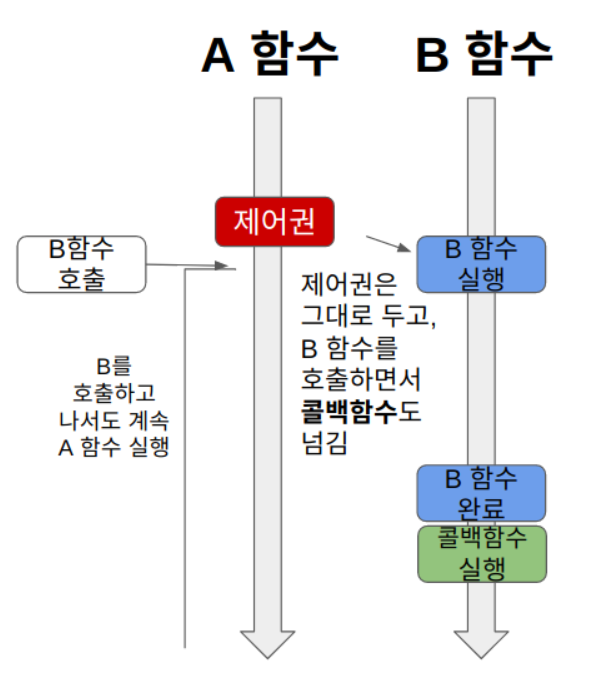 A 함수
B 함수
제어권
B함수
호출
B 함수
실행
제어권은
그대로 두고,
B 함수를
호출하면서
콜백함수도
넘김
B를
호출하고
나서도 계속
A 함수 실행
B 함수
완료
콜백함수
실행